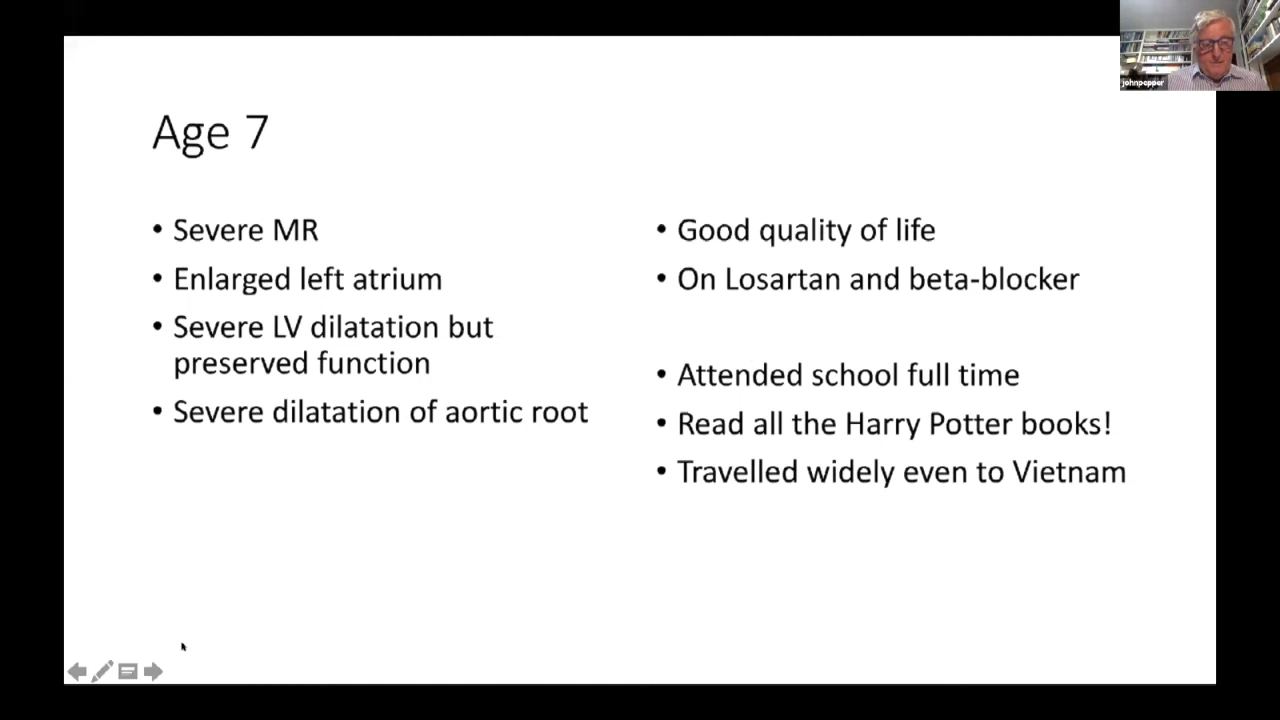 johnpepper
Age 7
• Severe MR
• Enlarged left atrium
• Severe LV dilatation but
preserved function
• Severe dilatation of aortic root
• Good quality of life
• On Losartan and beta-blocker
• Attended school full time
• Read all the Harry Potter books!
• Travelled widely even to Vietnam